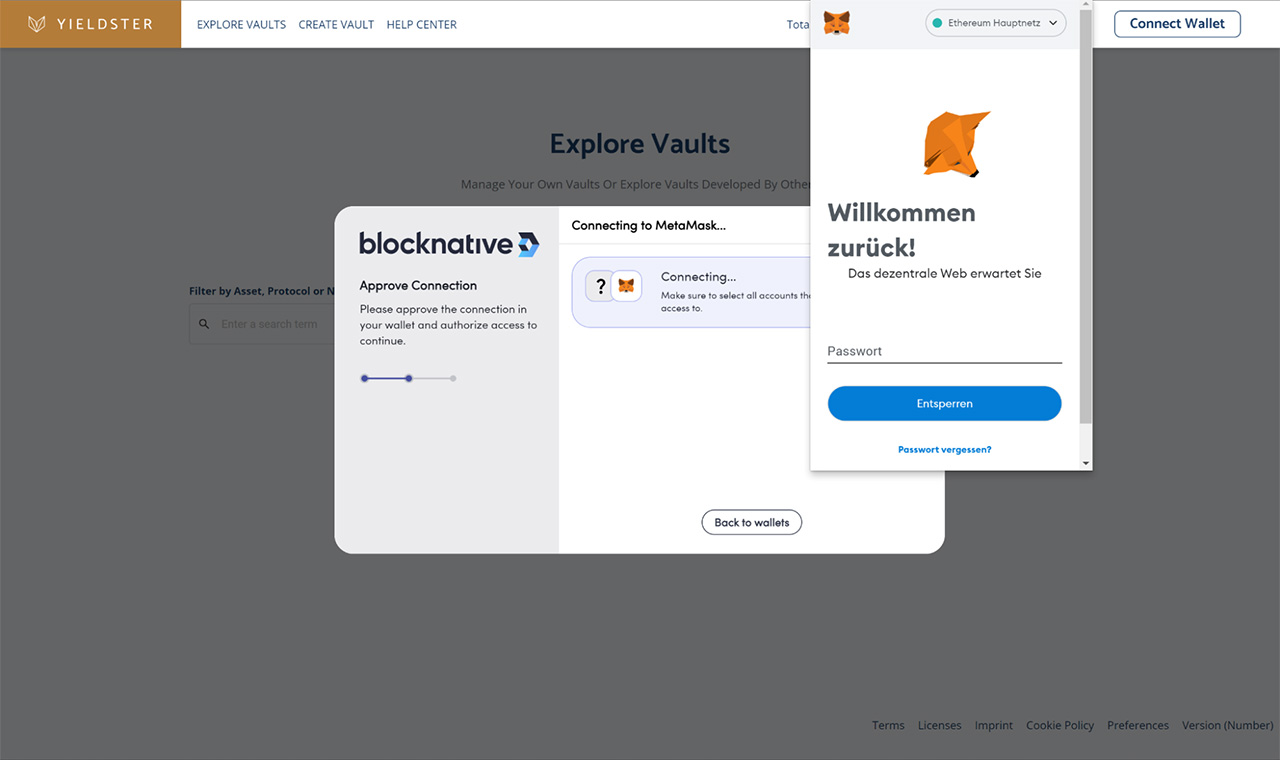 YIELDSTER
EXPLORE VAULTS
CREATE VAULT
HELP CENTER
Tota
Connect Wallet
Explore Vaults
Manage Your Own Vaults Or Explore Vaults Developed By Other
Filter by Asset, Protocol or N
Enter a search term
blocknative
Approve Connection
Please approve the connection in
your wallet and authorize access to
continue.
Connecting to MetaMask...
?
Connecting...
Make sure to select all accounts tha
access to.
Back to wallets
Ethereum Hauptnetz
Willkommen
zurück!
Das dezentrale Web erwartet Sie
Passwort
Entsperren
Passwort vergessen?
Terms
Licenses
Imprint
Cookie Policy
Preferences
Version (Number)